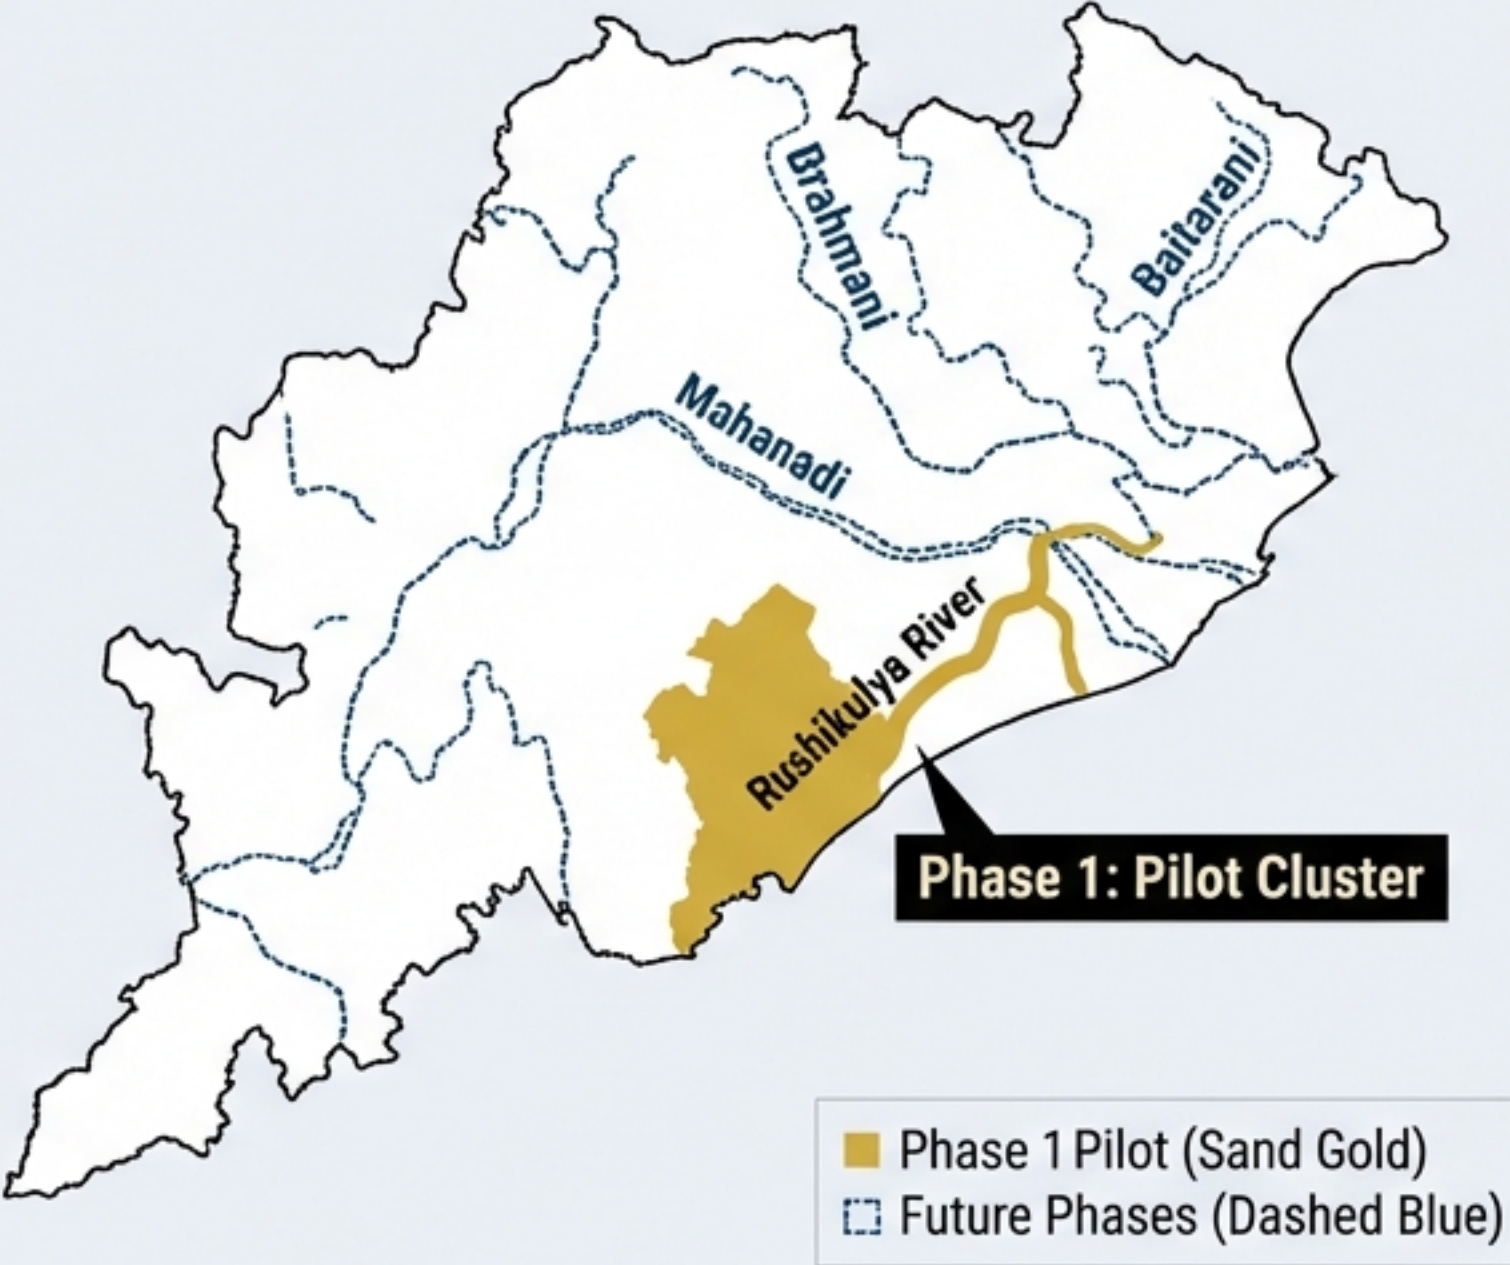 Brahmani
Baitarani
Mahanadi
Rushikulya River
Phase 1: Pilot Cluster
Phase 1 Pilot (Sand Gold)
Future Phases (Dashed Blue)